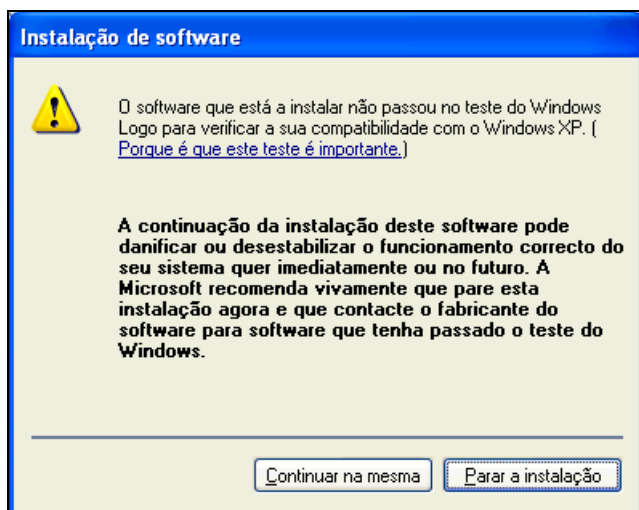 Instalação de software
O software que está a instalar não passou no teste do Windows
Logo para verificar a sua compatibilidade com o Windows XP. (
Porque é que este teste é importante.)
A continuação da instalação deste software pode
danificar ou desestabilizar o funcionamento correcto do
seu sistema quer imediatamente ou no futuro. A
Microsoft recomenda vivamente que pare esta
instalação agora e que contacte o fabricante do
software para software que tenha passado o teste do
Windows.
Continuar na mesma
Parar a instalação